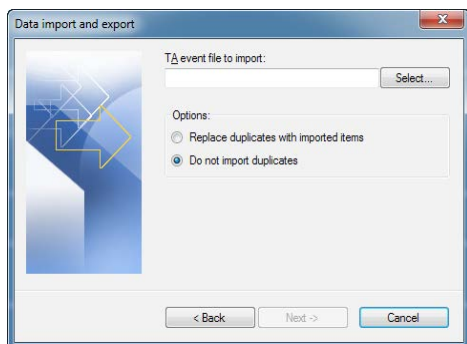 Data import and export
TA event file to import:
Select...
Options:
Replace duplicates with imported items
Do not import duplicates
< Back
Next ->
Cancel